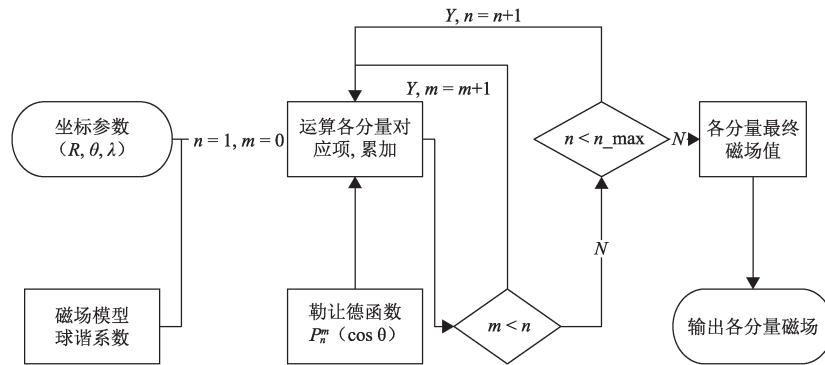 Y, n = n+1
Y, m = m+1
坐标参数
（R, θ, λ）
n = 1, m = 0
运算各分量对
应项, 累加
n < n_max
N
各分量最终
磁场值
N
磁场模型
球谐系数
勒让德函数
P_n^m（cos θ）
m < n
输出各分量磁场